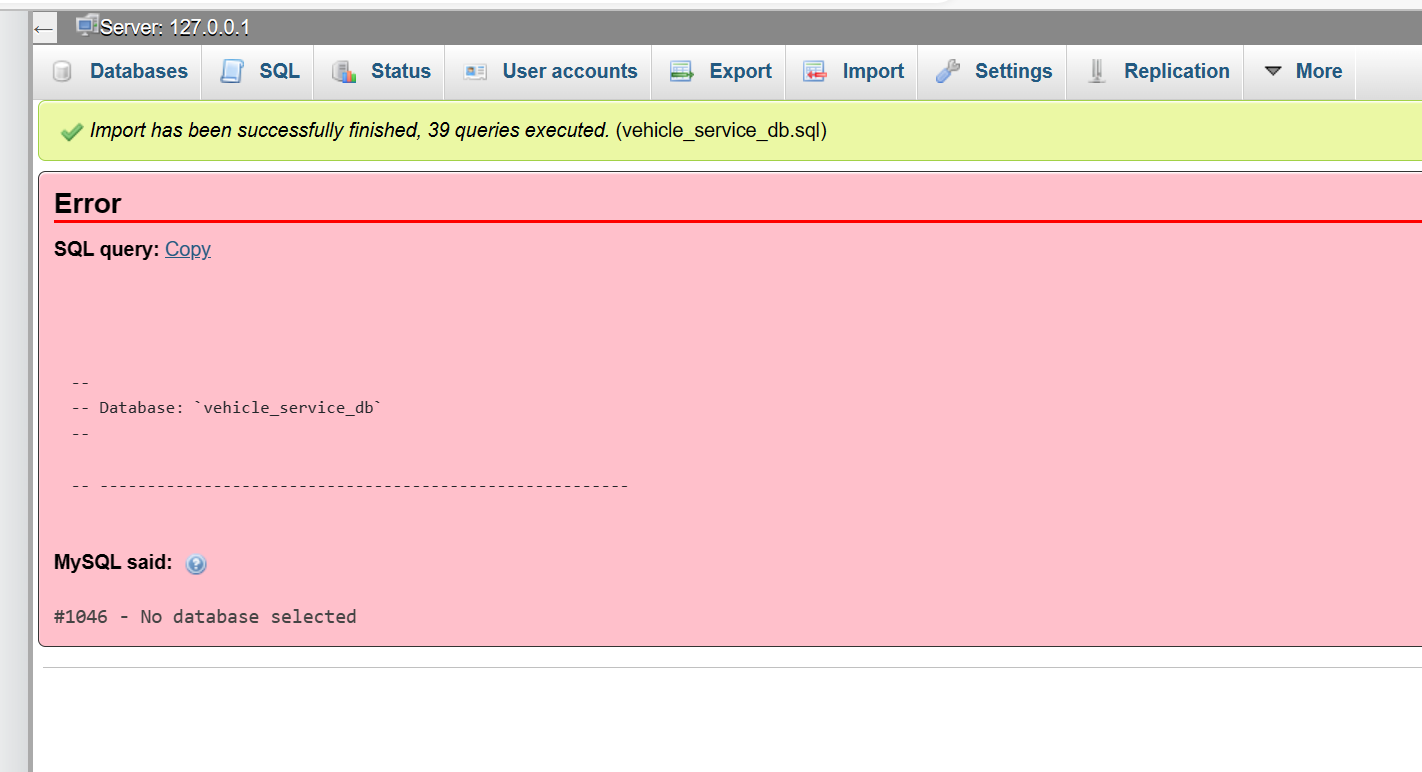 Server: 127.0.0.1
Databases SQL Status User accounts Export Import Settings Replication More
Import has been successfully finished, 39 queries executed. (vehicle_service_db.sql)
Error
SQL query: Copy
--
-- Database: `vehicle_service_db`
--
-- --------------------------------------------------------
MySQL said:
#1046 - No database selected